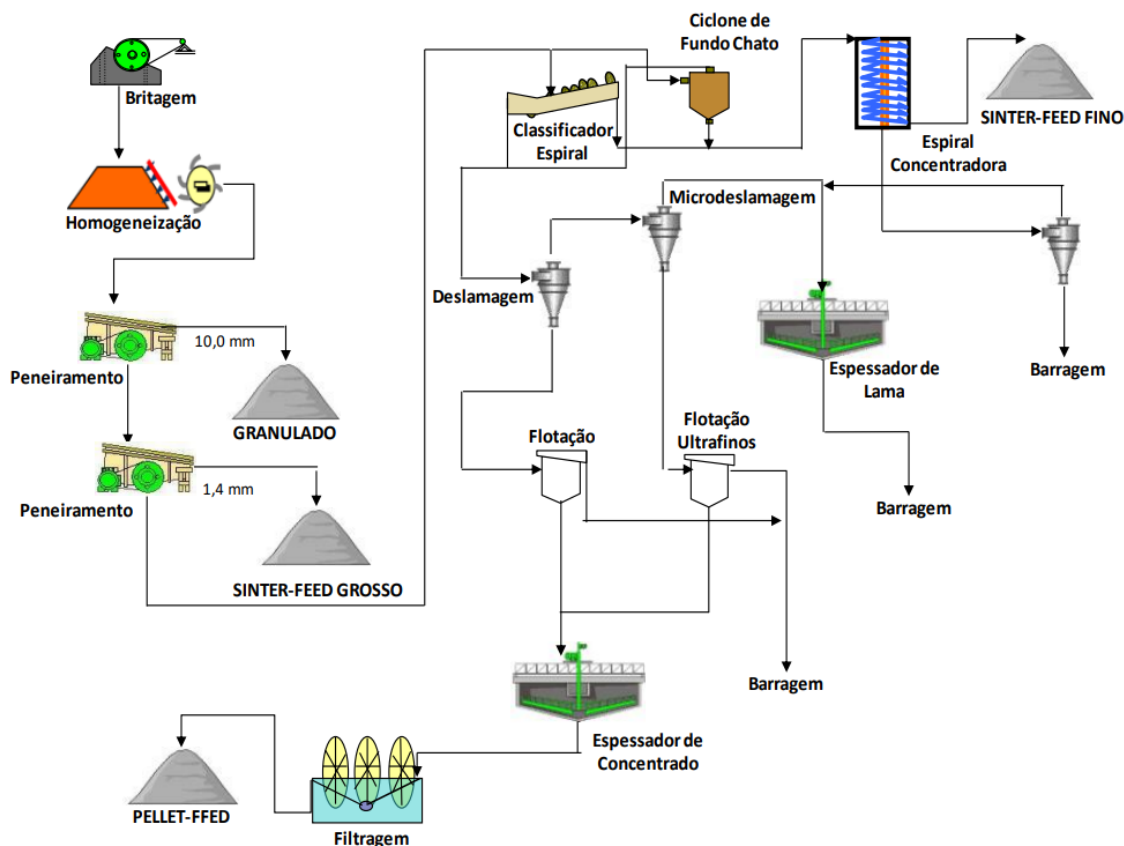 Britagem
Homogeneização
Peneiramento
10,0 mm
GRANULADO
Peneiramento
1,4 mm
SINTER-FEED GROSSO
Ciclone de
Fundo Chato
Classificador
Espiral
Espiral
Concentradora
SINTER-FEED FINO
Microdeslamagem
Deslamagem
Espessador de
Lama
Barragem
Barragem
Flotação
Flotação
Ultrafinos
Barragem
Espessador de
Concentrado
Filtragem
PELLET-FFED